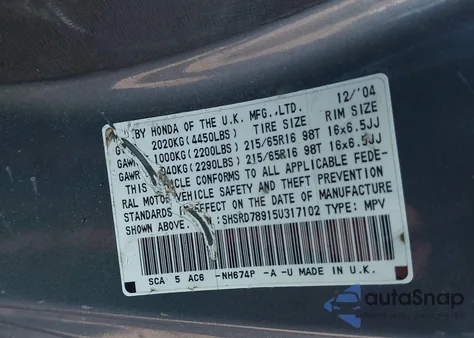 BY HONDA OF THE U.K. MFG.,LTD. 12/'04
2020KG(4450LBS) TIRE SIZE RIM SIZE
GAWR 1000KG(2200LBS) 215/65R16 98T 16x6.5JJ
GAWR 40KG(2290LBS) 215/65R16 98T 16x6.5JJ
THIS VEHICLE CONFORMS TO ALL APPLICABLE FEDE-
RAL MOTOR VEHICLE SAFETY AND THEFT PREVENTION
STANDARDS IN EFFECT ON THE DATE OF MANUFACTURE
SHOWN ABOVE. SHSRD78915U317102 TYPE: MPV
SCA 5 AC6 -NH674P -A -U MADE IN U.K.
autoSnap